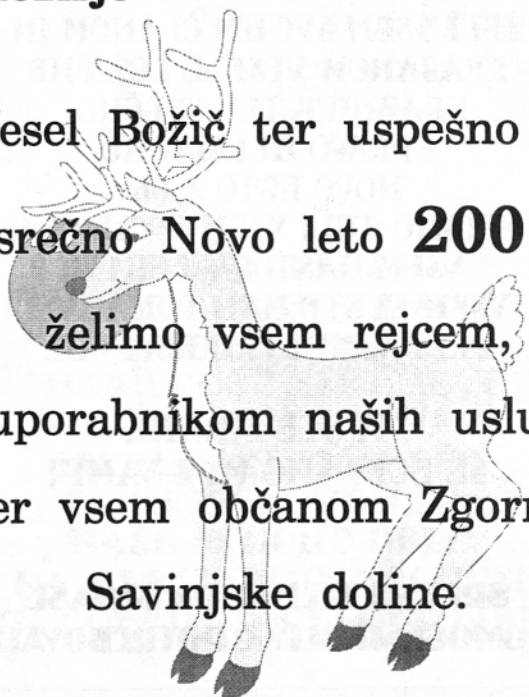 esel Božič ter uspešno
srečno Novo leto 200
želimo vsem rejcem,
uporabnikom naših uslu
er vsem občanom Zgorn
Savinjske doline.